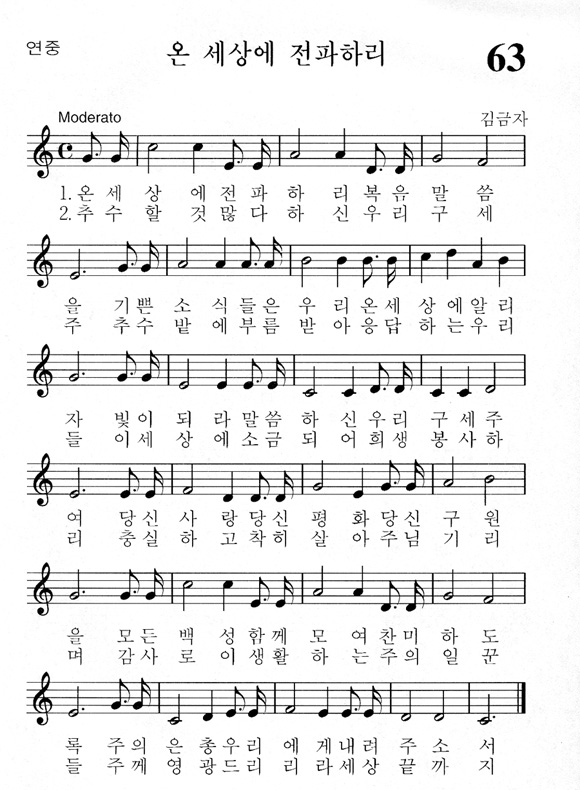 연중
온 세상에 전파하리
63
Moderato
김금자
1. 온 세 상 에 전 파 하 리 복 음 말 씀
2. 추 수 할 것 많 다 하 신 우 리 구 세
을 기 쁜 소 식 들 은 우 리 온 세 상 에 알 리
주 추 수 밭 에 부 름 받 아 응 답 하 는 우 리
자 빛 이 되 라 말 씀 하 신 우 리 구 세 주
들 이 세 상 에 소 금 되 어 희 생 봉 사 하
여 당 신 사 랑 당 신 평 화 당 신 구 원
리 충 실 하 고 착 히 살 아 주 님 기 리
을 모 든 백 성 함 께 모 여 찬 미 하 도
며 감 사 로 이 생 활 하 는 주 의 일 꾼
록 주 의 은 총 우 리 에 게 내 려 주 소 서
들 주 께 영 광 드 리 리 라 세 상 끝 까 지